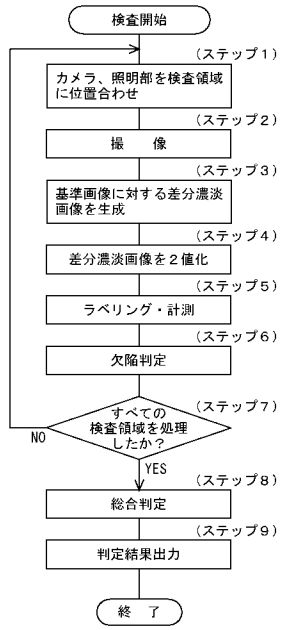 検査開始
(ステップ1)
カメラ、照明部を検査領域
に位置合わせ
(ステップ2)
撮 像
(ステップ3)
基準画像に対する差分濃淡
画像を生成
(ステップ4)
差分濃淡画像を2値化
(ステップ5)
ラベリング・計測
(ステップ6)
欠陥判定
(ステップ7)
すべての
検査領域を処理
したか?
NO
YES
(ステップ8)
総合判定
(ステップ9)
判定結果出力
終 了